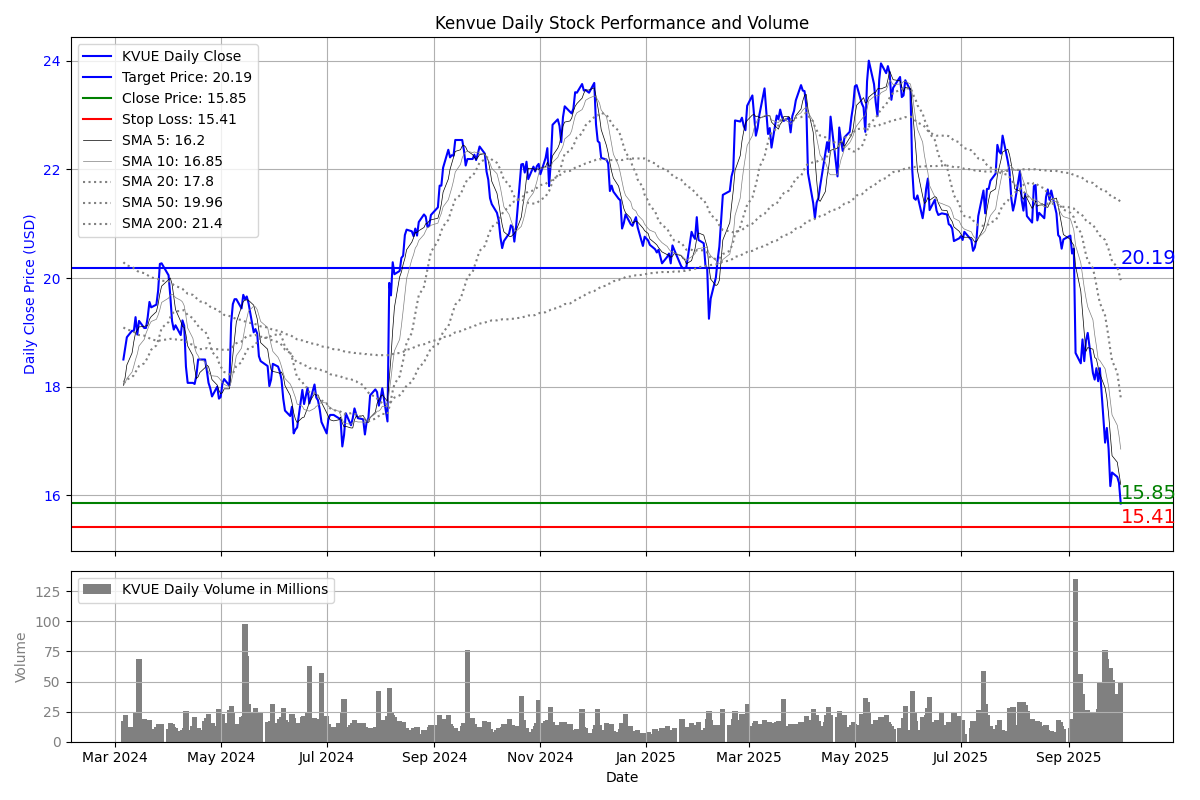 Kenvue Daily Stock Performance and Volume
Daily Close Price (USD)
24
22
20
18
16
KVUE Daily Close
Target Price: 20.19
Close Price: 15.85
Stop Loss: 15.41
SMA 5: 16.2
SMA 10: 16.85
SMA 20: 17.8
SMA 50: 19.96
SMA 200: 21.4
20.19
15.85
15.41
Volume
125
100
75
50
25
0
KVUE Daily Volume in Millions
Mar 2024 May 2024 Jul 2024 Sep 2024 Nov 2024 Jan 2025 Mar 2025 May 2025 Jul 2025 Sep 2025
Date